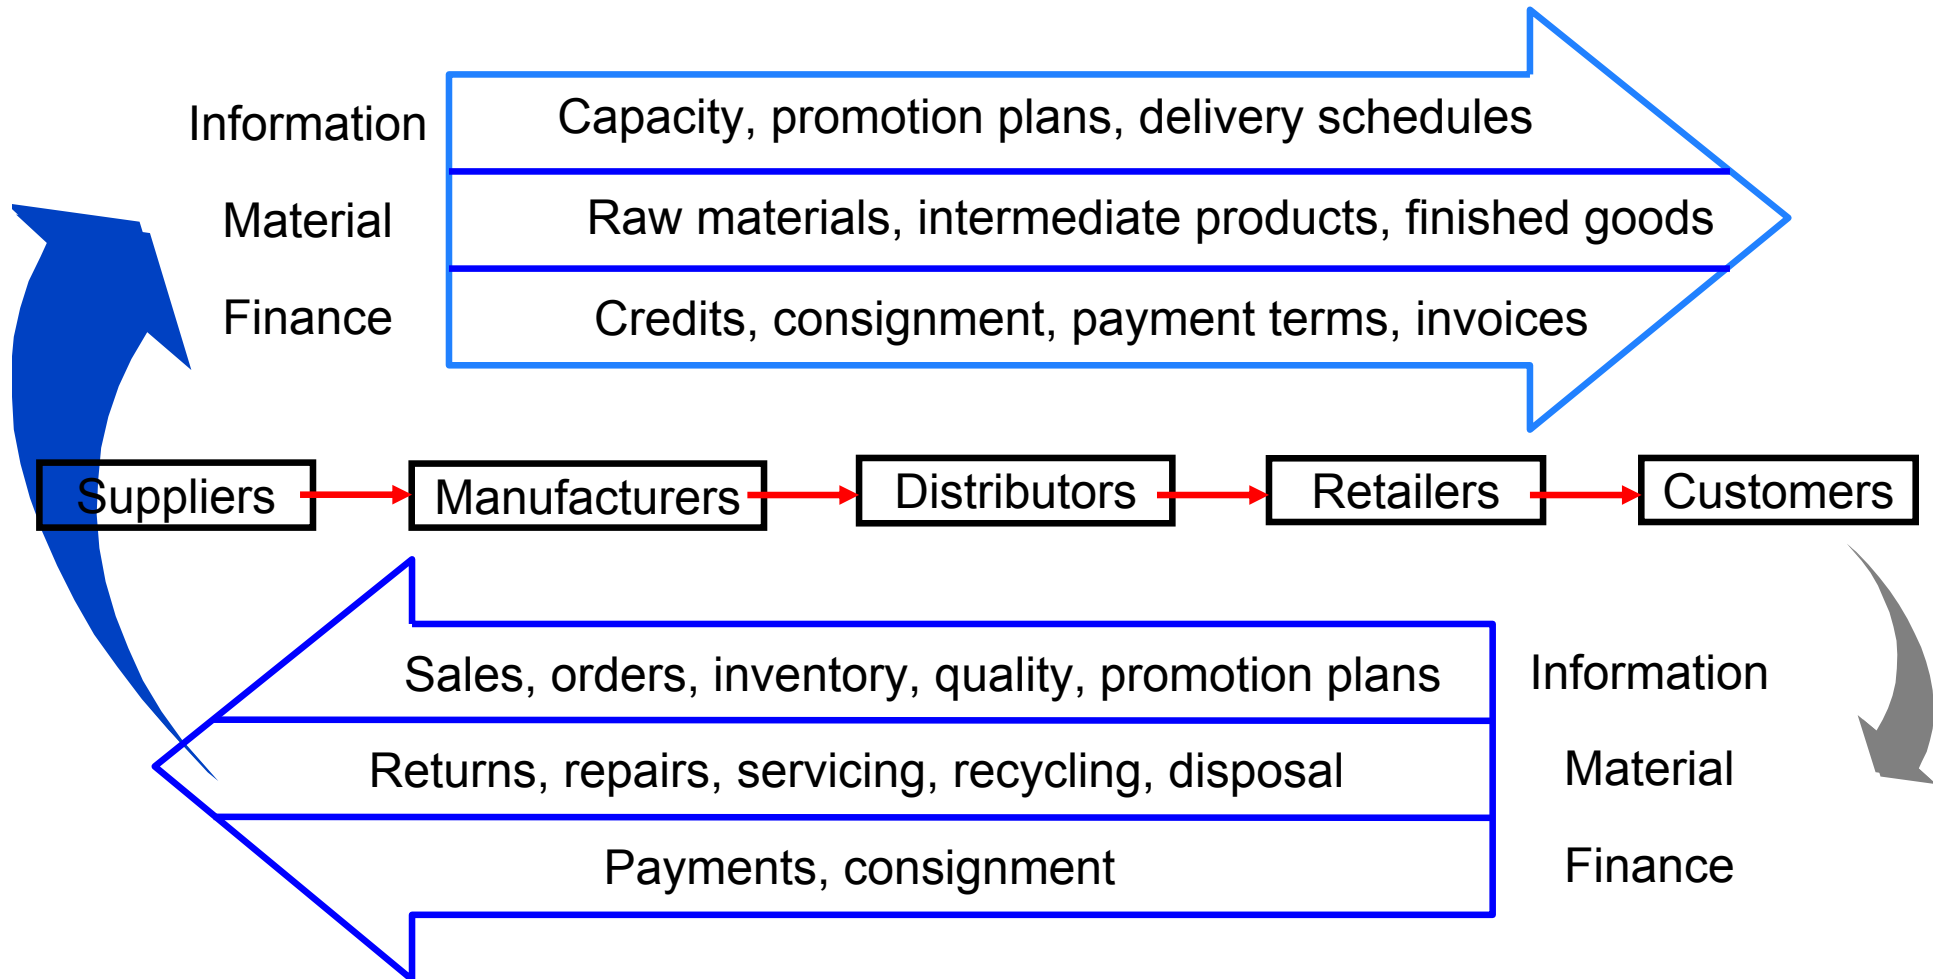 Information
Capacity, promotion plans, delivery schedules
Material
Raw materials, intermediate products, finished goods
Finance
Credits, consignment, payment terms, invoices
Suppliers
Manufacturers
Distributors
Retailers
Customers
Sales, orders, inventory, quality, promotion plans
Information
Returns, repairs, servicing, recycling, disposal
Material
Payments, consignment
Finance